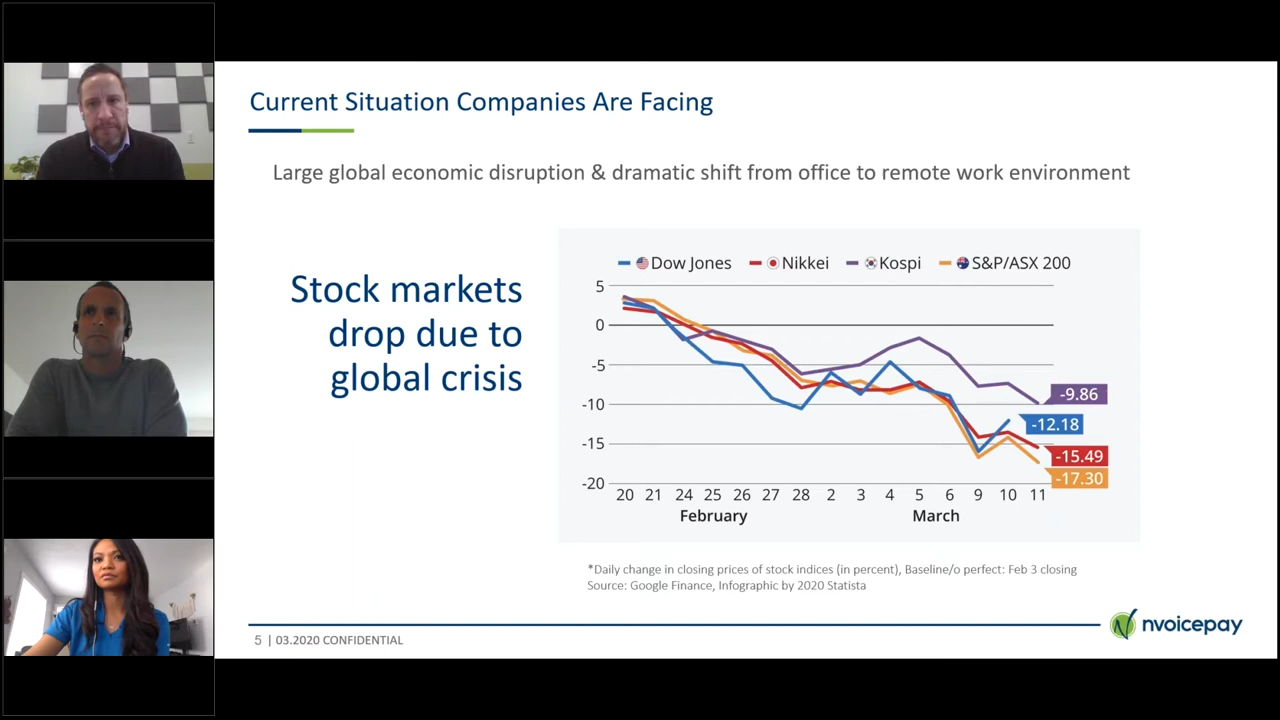 Current Situation Companies Are Facing
Large global economic disruption & dramatic shift from office to remote work environment
Stock markets
drop due to
global crisis
Dow Jones Nikkei Kospi S&P/ASX 200
5
0
-5
-10
-15
-20
-9.86
-12.18
-15.49
-17.30
20 21 24 25 26 27 28 2 3 4 5 6 9 10 11
February March
*Daily change in closing prices of stock indices (in percent), Baseline/o perfect: Feb 3 closing
Source: Google Finance, Infographic by 2020 Statista
5 | 03.2020 CONFIDENTIAL
nvoicepay